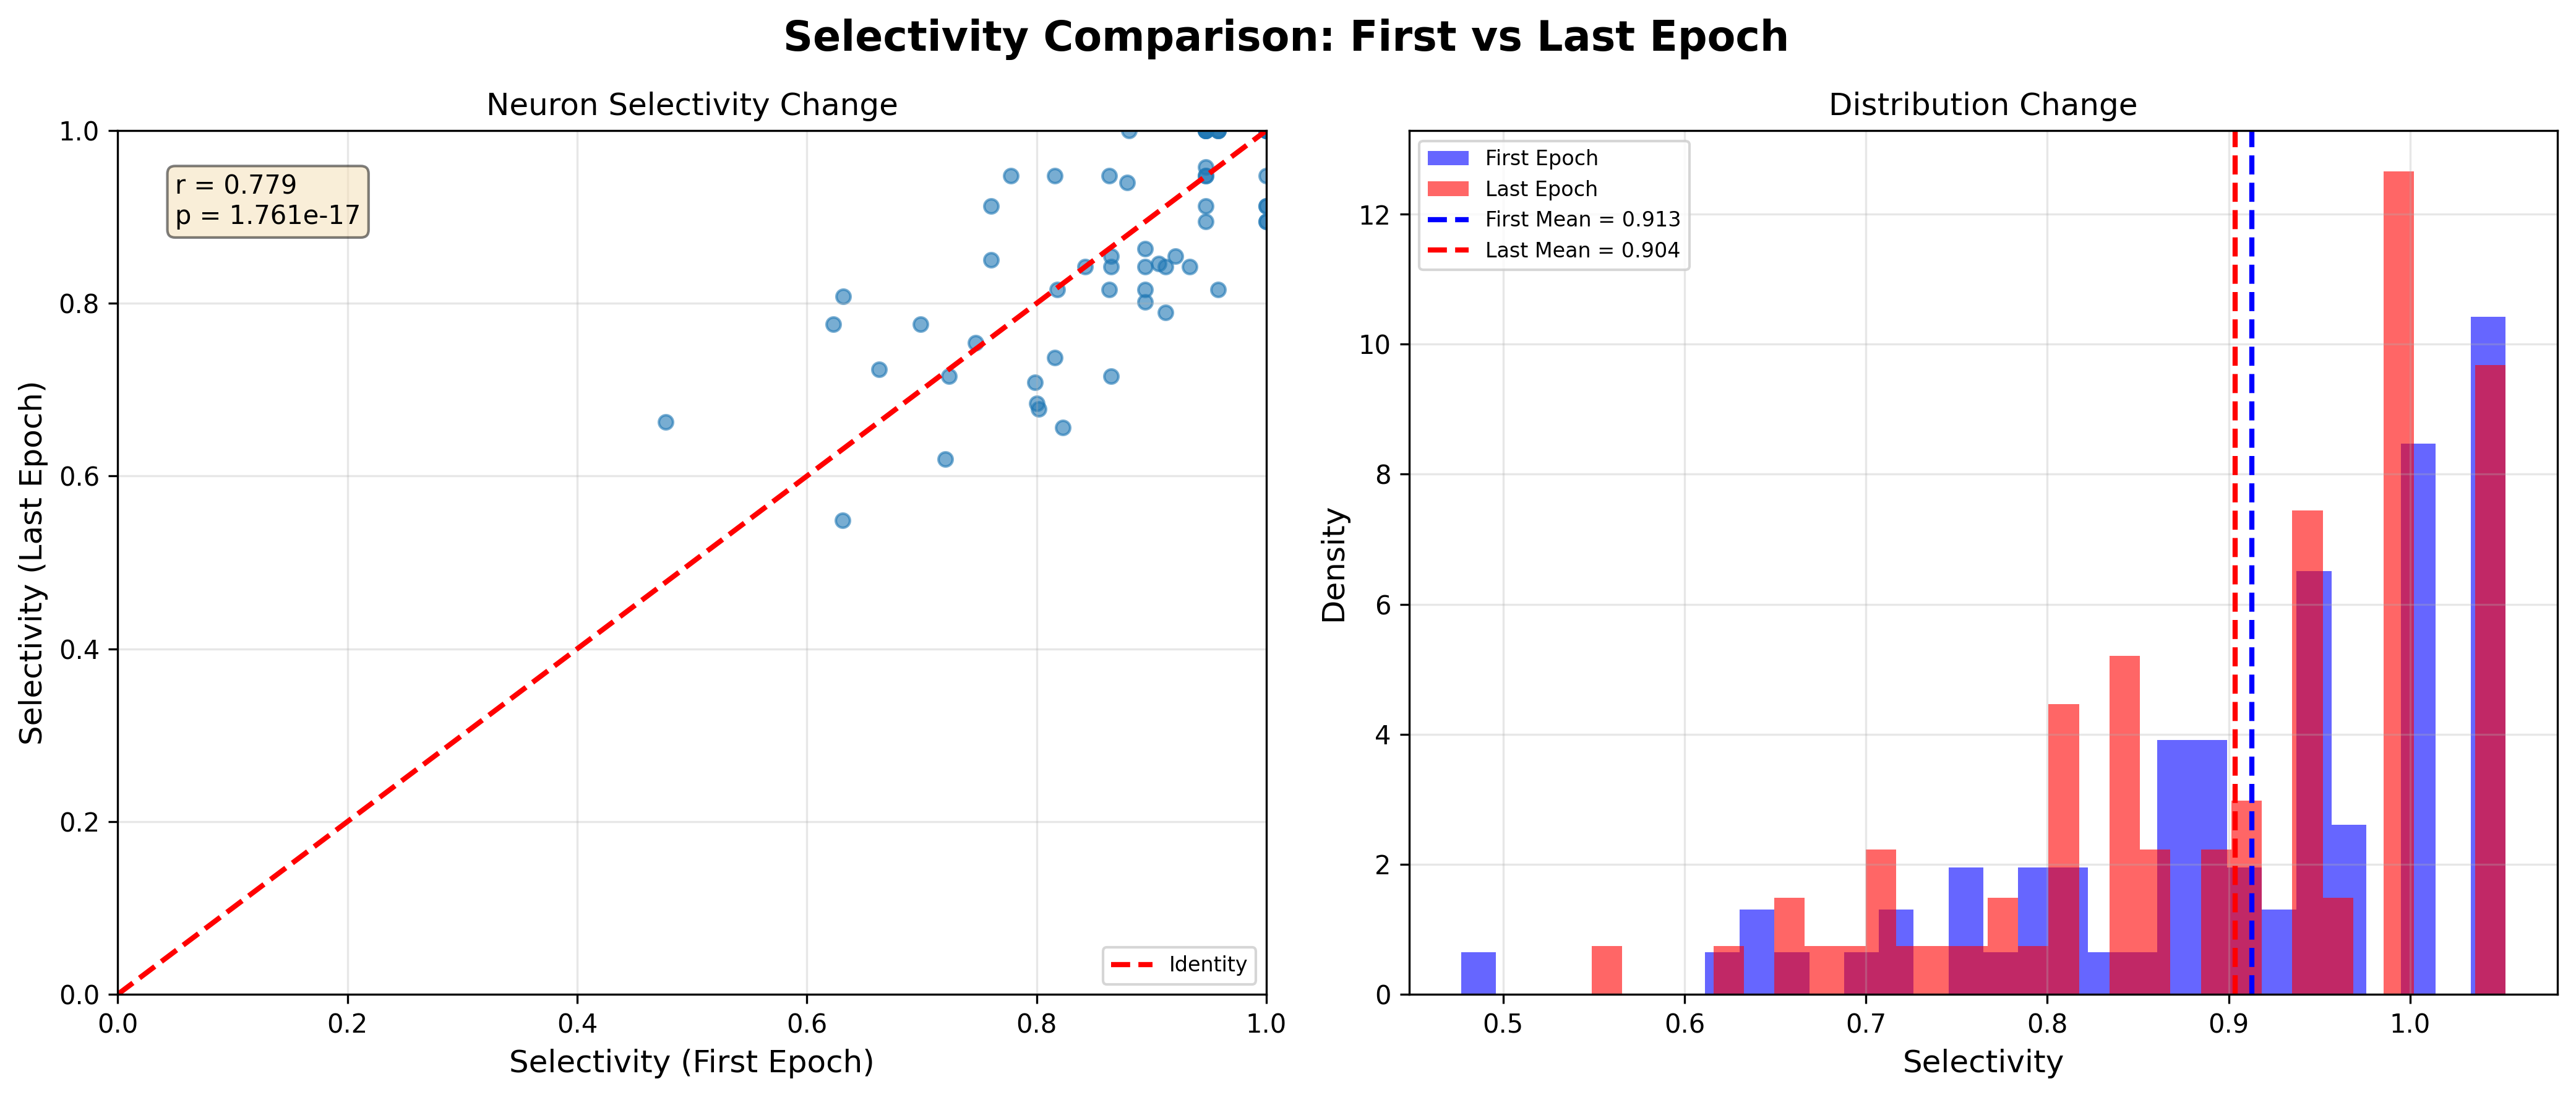 Selectivity Comparison: First vs Last Epoch
Neuron Selectivity Change
r = 0.779
p = 1.761e-17
1.0
0.8
0.6
0.4
0.2
0.0
Selectivity (Last Epoch)
Identity
0.0 0.2 0.4 0.6 0.8 1.0
Selectivity (First Epoch)
Distribution Change
First Epoch
Last Epoch
First Mean = 0.913
Last Mean = 0.904
12
10
8
6
4
2
0
Density
0.5 0.6 0.7 0.8 0.9 1.0
Selectivity